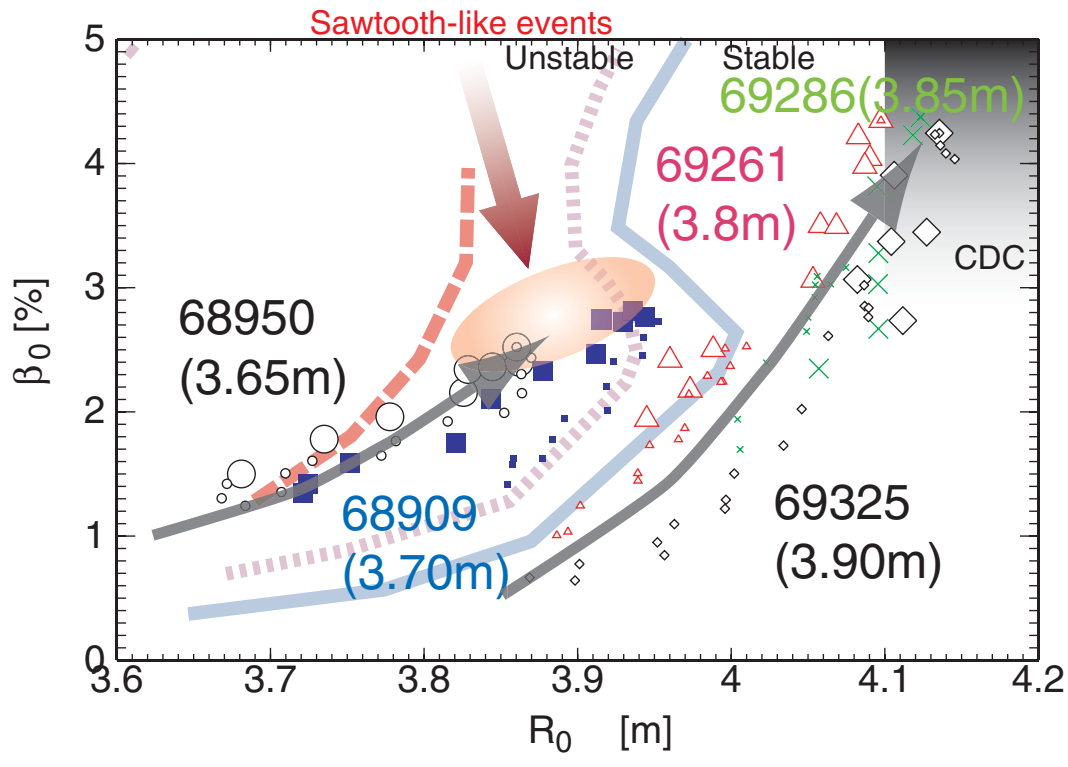 Sawtooth-like events
5
Unstable
Stable
69286(3.85m)
4
69261
(3.8m)
CDC
3
68950
(3.65m)
β0 [%]
2
68909
(3.70m)
69325
(3.90m)
1
0
3.6
3.7
3.8
3.9
4
4.1
4.2
R0 [m]